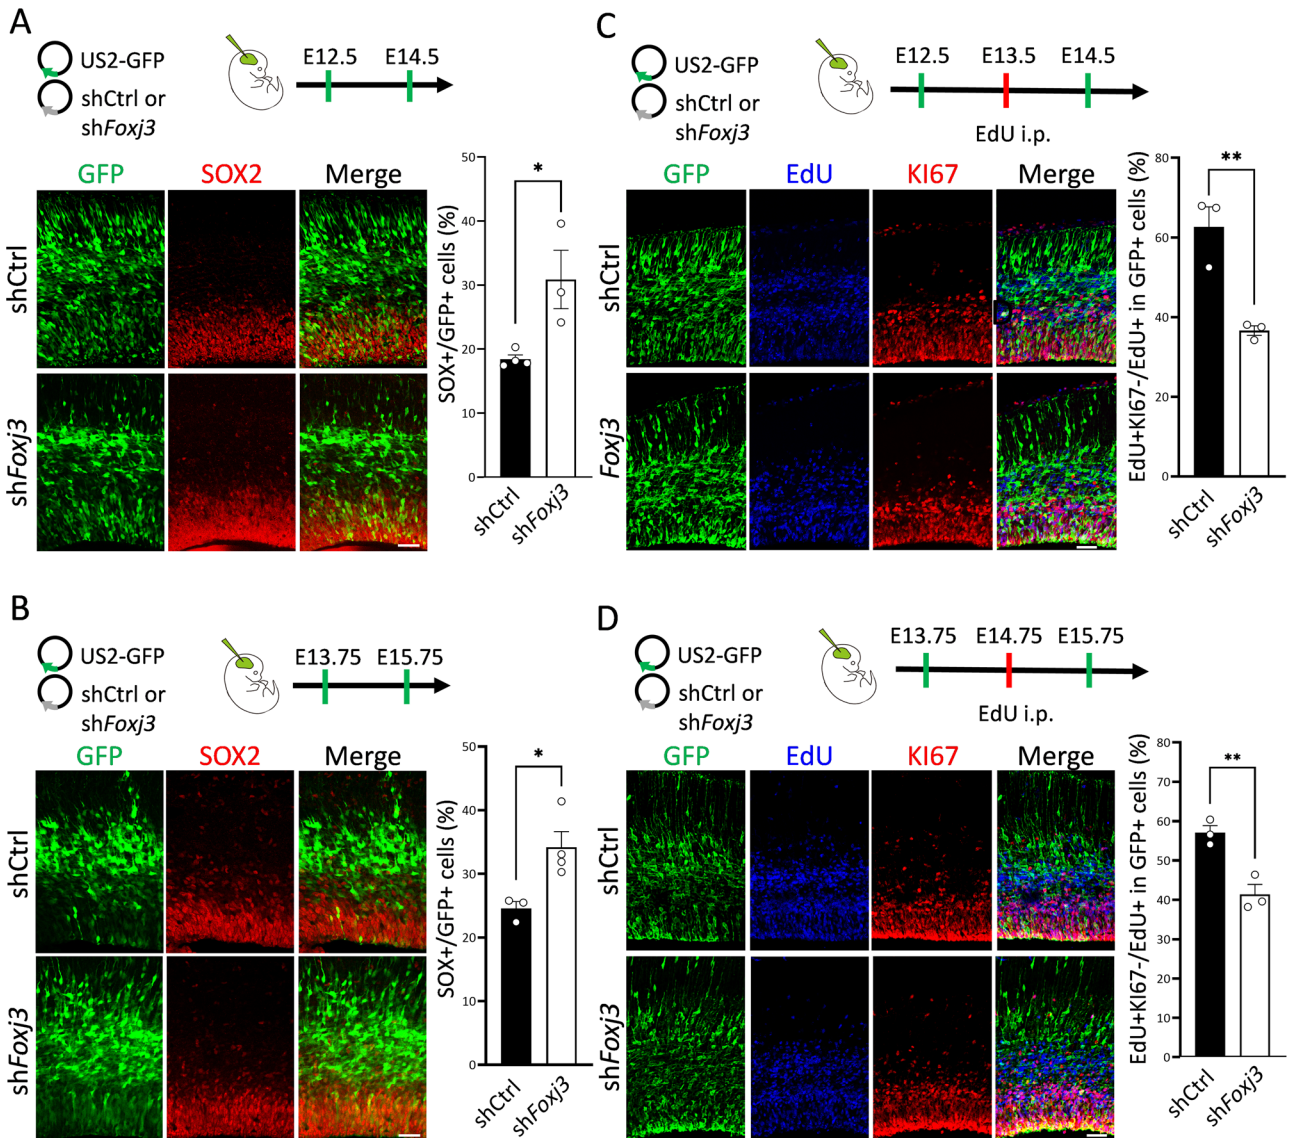 A
US2-GFP
shCtrl or
shFoxj3
E12.5 E14.5
GFP SOX2 Merge
shCtrl
shFoxj3
SOX+/GFP+ cells (%)
50
40
30
20
10
0
*
shCtrl
shFoxj3
C
US2-GFP
shCtrl or
shFoxj3
E12.5 E13.5 E14.5
EdU i.p.
GFP EdU KI67 Merge
shCtrl
Foxj3
EdU+KI67-/EdU+ in GFP+ cells (%)
80
60
40
20
0
**
shCtrl
shFoxj3
B
US2-GFP
shCtrl or
shFoxj3
E13.75 E15.75
GFP SOX2 Merge
shCtrl
shFoxj3
SOX+/GFP+ cells (%)
50
40
30
20
10
0
*
shCtrl
shFoxj3
D
US2-GFP
shCtrl or
shFoxj3
E13.75 E14.75 E15.75
EdU i.p.
GFP EdU KI67 Merge
shCtrl
shFoxj3
EdU+KI67-/EdU+ in GFP+ cells (%)
80
70
60
50
40
30
20
10
0
**
shCtrl
shFoxj3